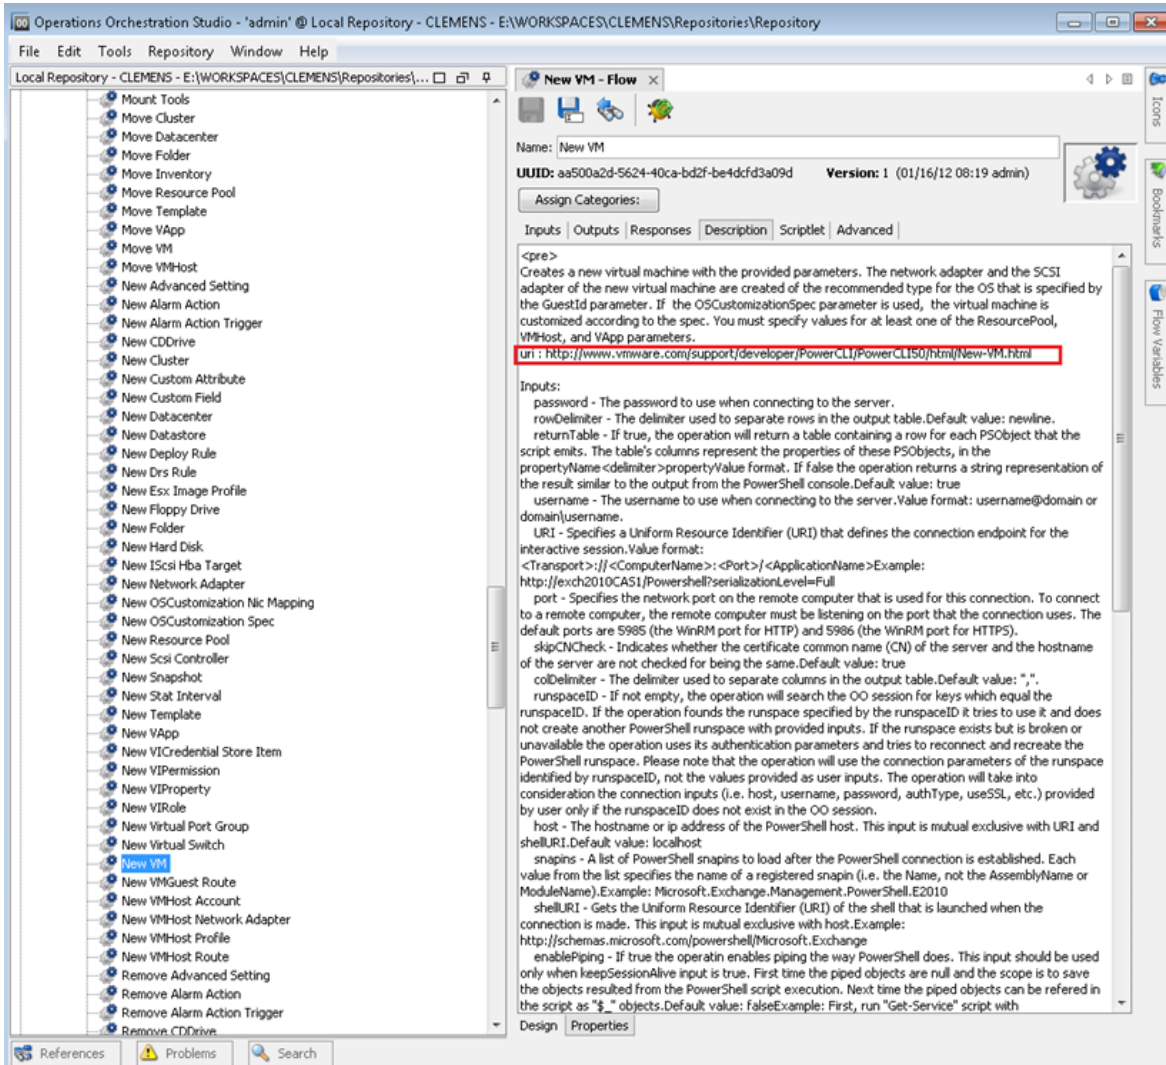 Operations Orchestration Studio - 'admin' @ Local Repository - CLEMENS - E:\WORKSPACES\CLEMENS\Repositories\Repository
File Edit Tools Repository Window Help
Local Repository - CLEMENS - E:\WORKSPACES\CLEMENS\Repositories\...
Mount Tools
Move Cluster
Move Datacenter
Move Folder
Move Inventory
Move Resource Pool
Move Template
Move VApp
Move VM
Move VMHost
New Advanced Setting
New Alarm Action
New Alarm Action Trigger
New CDDrive
New Cluster
New Custom Attribute
New Custom Field
New Datacenter
New Datastore
New Deploy Rule
New Drs Rule
New Esx Image Profile
New Floppy Drive
New Folder
New Hard Disk
New IScsi Hba Target
New Network Adapter
New OSCustomization Nic Mapping
New OSCustomization Spec
New Resource Pool
New Scsi Controller
New Snapshot
New Stat Interval
New Template
New VApp
New VICredential Store Item
New VIPermission
New VIProperty
New VIRole
New Virtual Port Group
New Virtual Switch
New VM
New VMGuest Route
New VMHost Account
New VMHost Network Adapter
New VMHost Profile
New VMHost Route
Remove Advanced Setting
Remove Alarm Action
Remove Alarm Action Trigger
Remove CDDrive
References Problems Search
New VM - Flow
Name: New VM
UUID: aa500a2d-5624-40ca-bd2f-be4dcfd3a09d Version: 1 (01/16/12 08:19 admin)
Assign Categories:
Inputs Outputs Responses Description Scriptlet Advanced
<pre>
Creates a new virtual machine with the provided parameters. The network adapter and the SCSI
adapter of the new virtual machine are created of the recommended type for the OS that is specified by
the GuestId parameter. If the OSCustomizationSpec parameter is used, the virtual machine is
customized according to the spec. You must specify values for at least one of the ResourcePool,
VMHost, and VApp parameters.
uri : http://www.vmware.com/support/developer/PowerCLI/PowerCLI50/html/New-VM.html
Inputs:
password - The password to use when connecting to the server.
rowDelimiter - The delimiter used to separate rows in the output table.Default value: newline.
returnTable - If true, the operation will return a table containing a row for each PSObject that the
script emits. The table's columns represent the properties of these PSObjects, in the
propertyName<delimiter>propertyValue format. If false the operation returns a string representation of
the result similar to the output from the PowerShell console.Default value: true
username - The username to use when connecting to the server.Value format: username@domain or
domain\username.
URI - Specifies a Uniform Resource Identifier (URI) that defines the connection endpoint for the
interactive session.Value format:
<Transport>://<ComputerName>:<Port>/<ApplicationName>Example:
http://exch2010CAS1/Powershell?serializationLevel=Full
port - Specifies the network port on the remote computer that is used for this connection. To connect
to a remote computer, the remote computer must be listening on the port that the connection uses. The
default ports are 5985 (the WinRM port for HTTP) and 5986 (the WinRM port for HTTPS).
skipCNCheck - Indicates whether the certificate common name (CN) of the server and the hostname
of the server are not checked for being the same.Default value: true
colDelimiter - The delimiter used to separate columns in the output table.Default value: ",".
runspaceID - If not empty, the operation will search the OO session for keys which equal the
runspaceID. If the operation founds the runspace specified by the runspaceID it tries to use it and does
not create another PowerShell runspace with provided inputs. If the runspace exists but is broken or
unavailable the operation uses its authentication parameters and tries to reconnect and recreate the
PowerShell runspace. Please note that the operation will use the connection parameters of the runspace
identified by runspaceID, not the values provided as user inputs. The operation will take into
consideration the connection inputs (i.e. host, username, password, authType, useSSL, etc.) provided
by user only if the runspaceID does not exist in the OO session.
host - The hostname or ip address of the PowerShell host. This input is mutual exclusive with URI and
shellURI.Default value: localhost
snapins - A list of PowerShell snapins to load after the PowerShell connection is established. Each
value from the list specifies the name of a registered snapin (i.e. the Name, not the AssemblyName or
ModuleName).Example: Microsoft.Exchange.Management.PowerShell.E2010
shellURI - Gets the Uniform Resource Identifier (URI) of the shell that is launched when the
connection is made. This input is mutual exclusive with host.Example:
http://schemas.microsoft.com/powershell/Microsoft.Exchange
enablePiping - If true the operatin enables piping the way PowerShell does. This input should be used
only when keepSessionAlive input is true. First time the piped objects are null and the scope is to save
the objects resulted from the PowerShell script execution. Next time the piped objects can be refered in
the script as "$_" objects.Default value: falseExample: First, run "Get-Service" script with
Design Properties
Icons
Bookmarks
Flow Variables